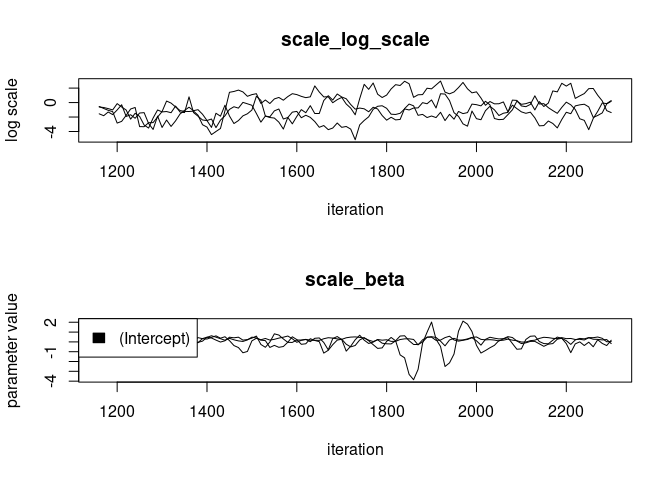 scale_log_scale
log scale
0
-4
1200 1400 1600 1800 2000 2200
iteration
scale_beta
parameter value
2
-1
-4
(Intercept)
1200 1400 1600 1800 2000 2200
iteration